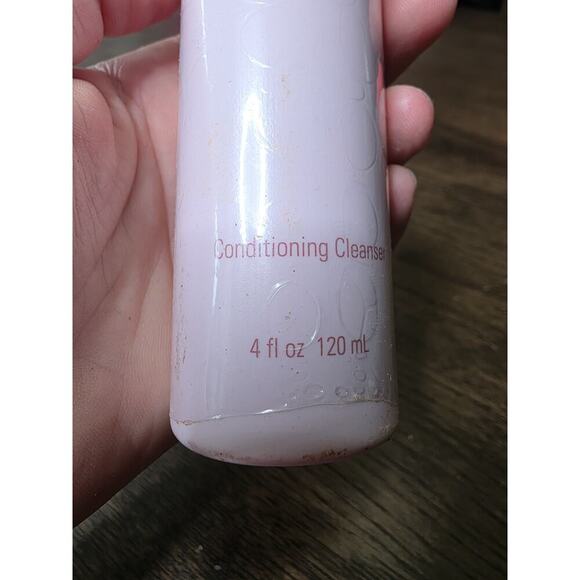 Conditioning Cleanser
4 fl oz 120 mL